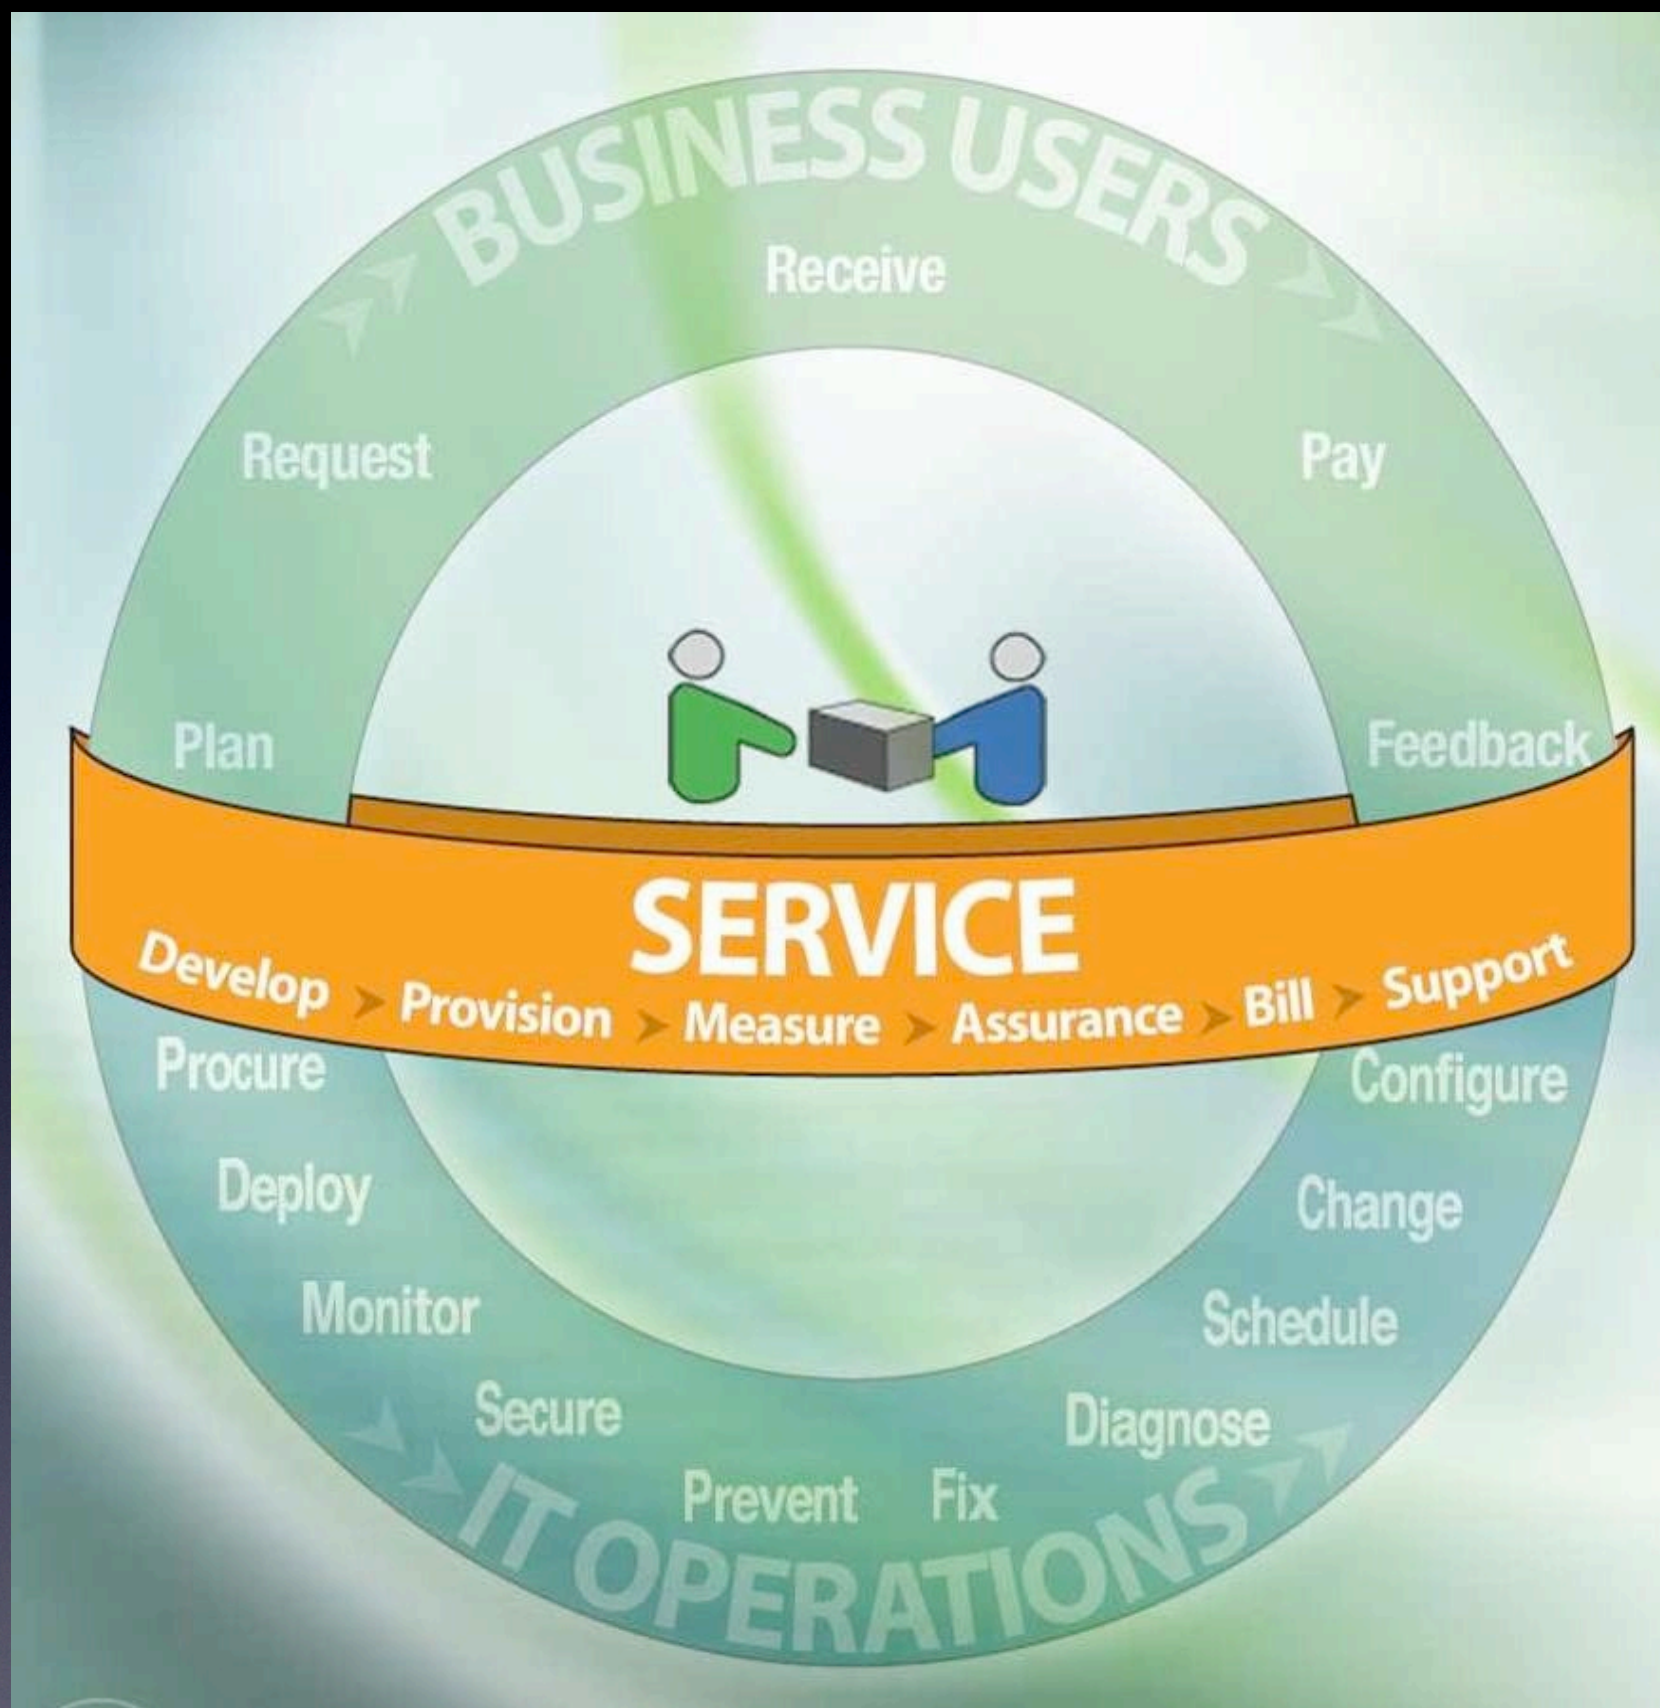 BUSINESS USERS
Receive
Request
Pay
Plan
Feedback
SERVICE
Develop > Provision > Measure > Assurance > Bill > Support
Procure
Configure
Deploy
Change
Monitor
Schedule
Secure
Diagnose
Prevent
Fix
IT OPERATIONS